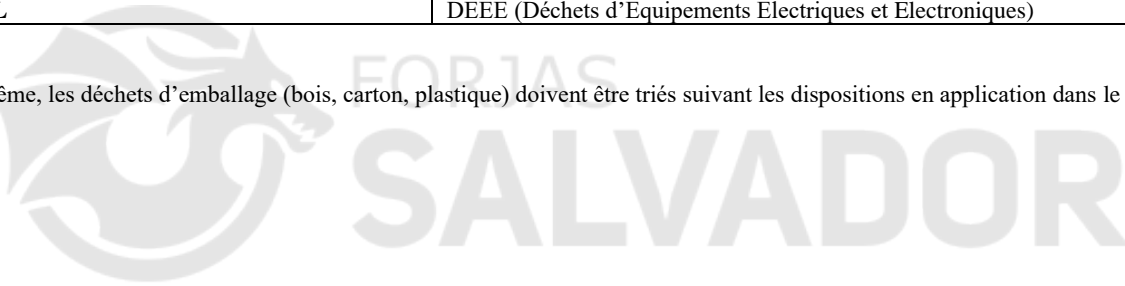 DEEE (Déchets d’Equipements Electriques et Electroniques)
les déchets d’emballage (bois, carton, plastique) doivent être triés suivant les dispositions en application dans le
FORJAS
SALVADOR